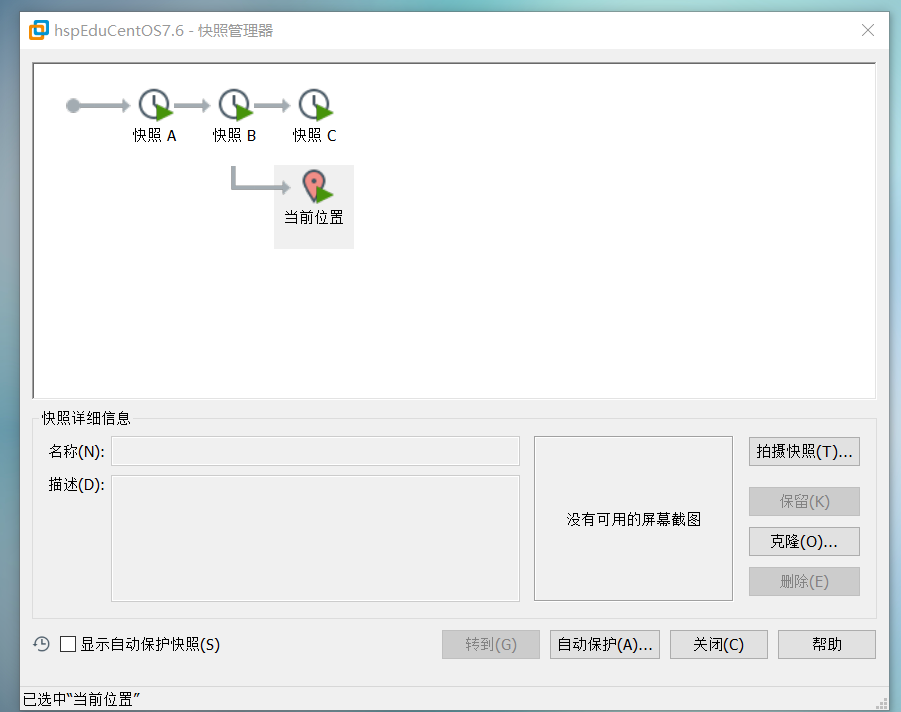 hspEduCentOS7.6 - 快照管理器
快照 A
快照 B
快照 C
当前位置
快照详细信息
名称(N):
描述(D):
没有可用的屏幕截图
拍摄快照(T)...
保留(K)
克隆(O)...
删除(E)
显示自动保护快照(S)
转到(G)
自动保护(A)...
关闭(C)
帮助
已选中“当前位置”